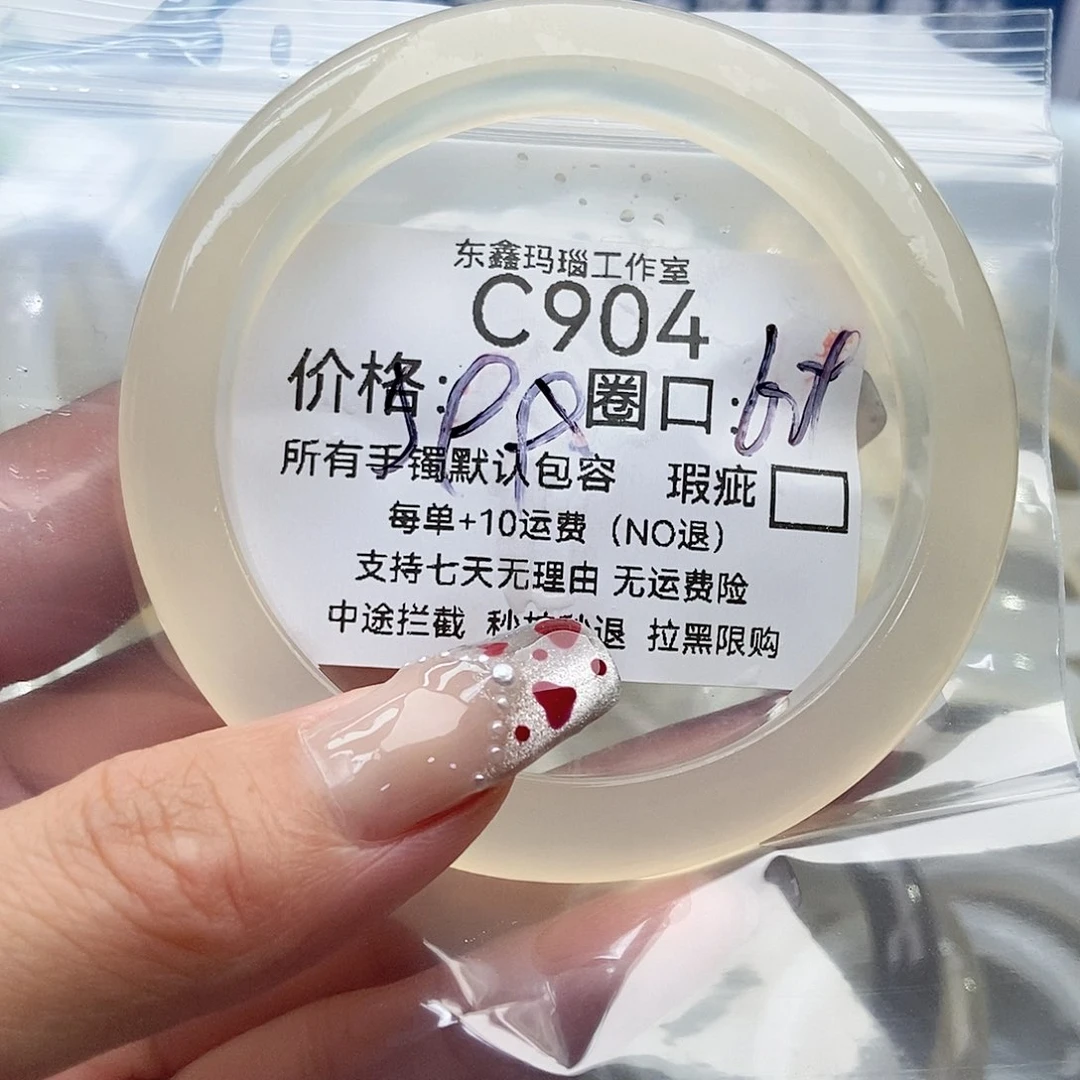 东鑫玛瑙工作室
C904
价格: 圈口:
所有手镯默认包容 瑕疵
每单+10运费（NO退）
支持七天无理由 无运费险
中途拦截 秒退 拉黑限购